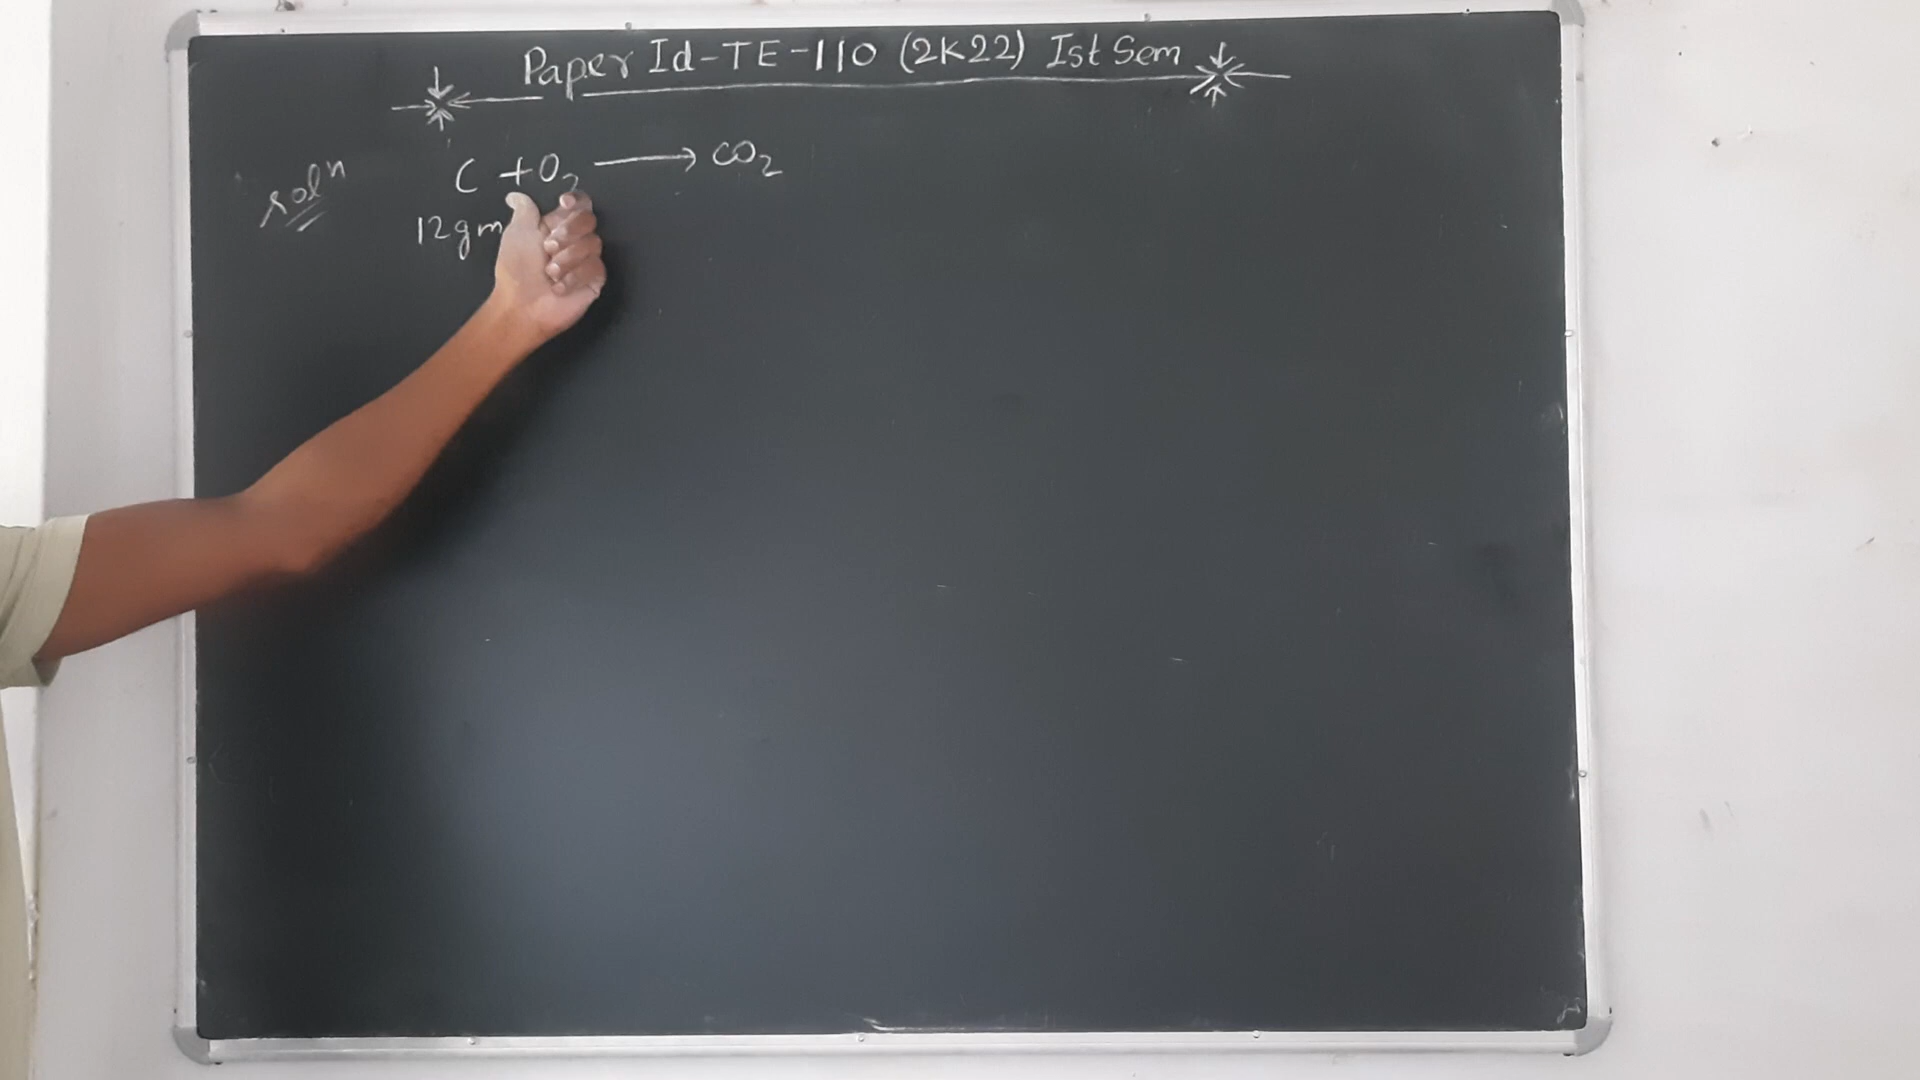 Paper Id-TE-110 (2K22) Ist Sem
solⁿ C + O₂ ⟶ CO₂
12gm